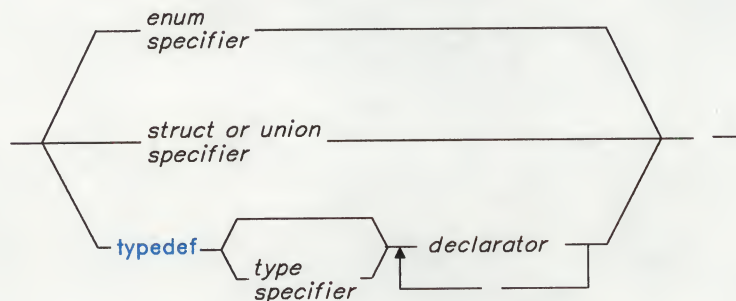 enum
specifier
struct or union
specifier
typedef
declarator
type
specifier